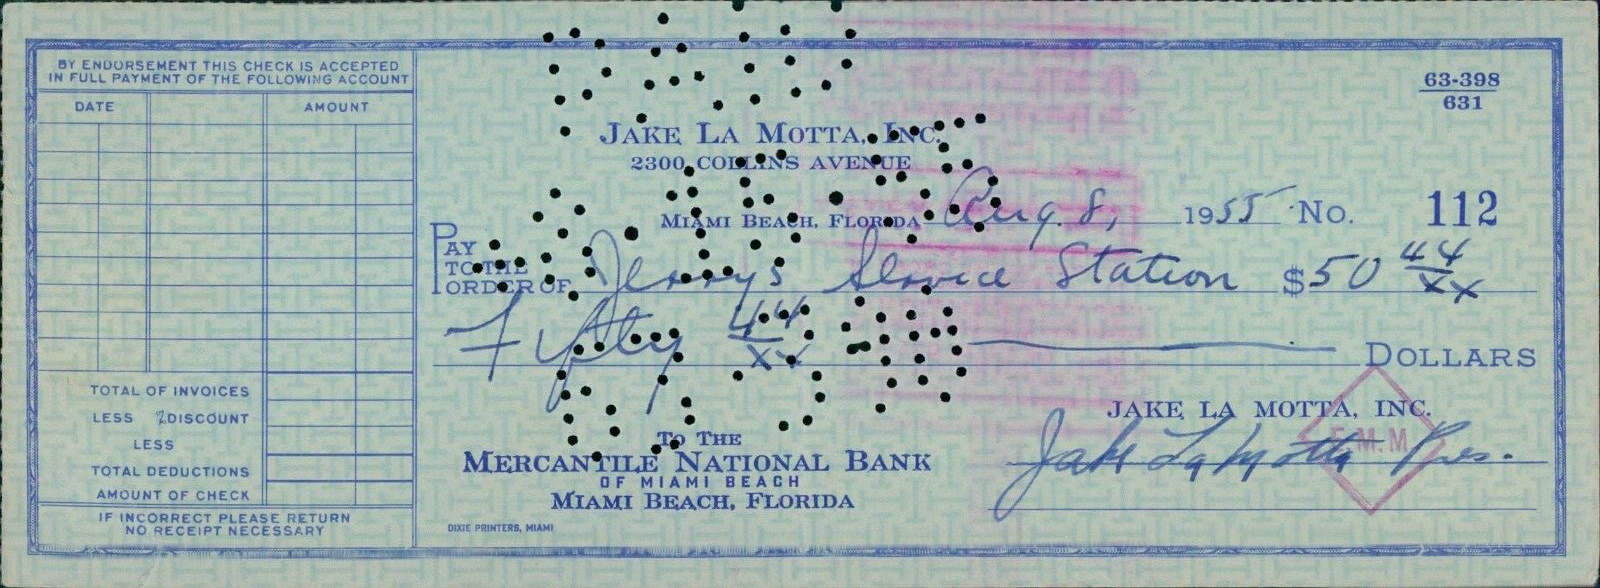 BY ENDORSEMENT THIS CHECK IS ACCEPTED
IN FULL PAYMENT OF THE FOLLOWING ACCOUNT
DATE AMOUNT
TOTAL OF INVOICES
LESS % DISCOUNT
LESS
TOTAL DEDUCTIONS
AMOUNT OF CHECK
IF INCORRECT PLEASE RETURN
NO RECEIPT NECESSARY
63-398
631
JAKE LA MOTTA, INC.
2300 COLLINS AVENUE
MIAMI BEACH, FLORIDA Aug. 8, 1955 No. 112
PAY
TO THE
ORDER OF Jerrys Service Station $50 44/xx
Fifty 44/xx DOLLARS
JAKE LA MOTTA, INC.
Jake LaMotta Pres.
TO THE
MERCANTILE NATIONAL BANK
OF MIAMI BEACH
MIAMI BEACH, FLORIDA
DIXIE PRINTERS, MIAMI